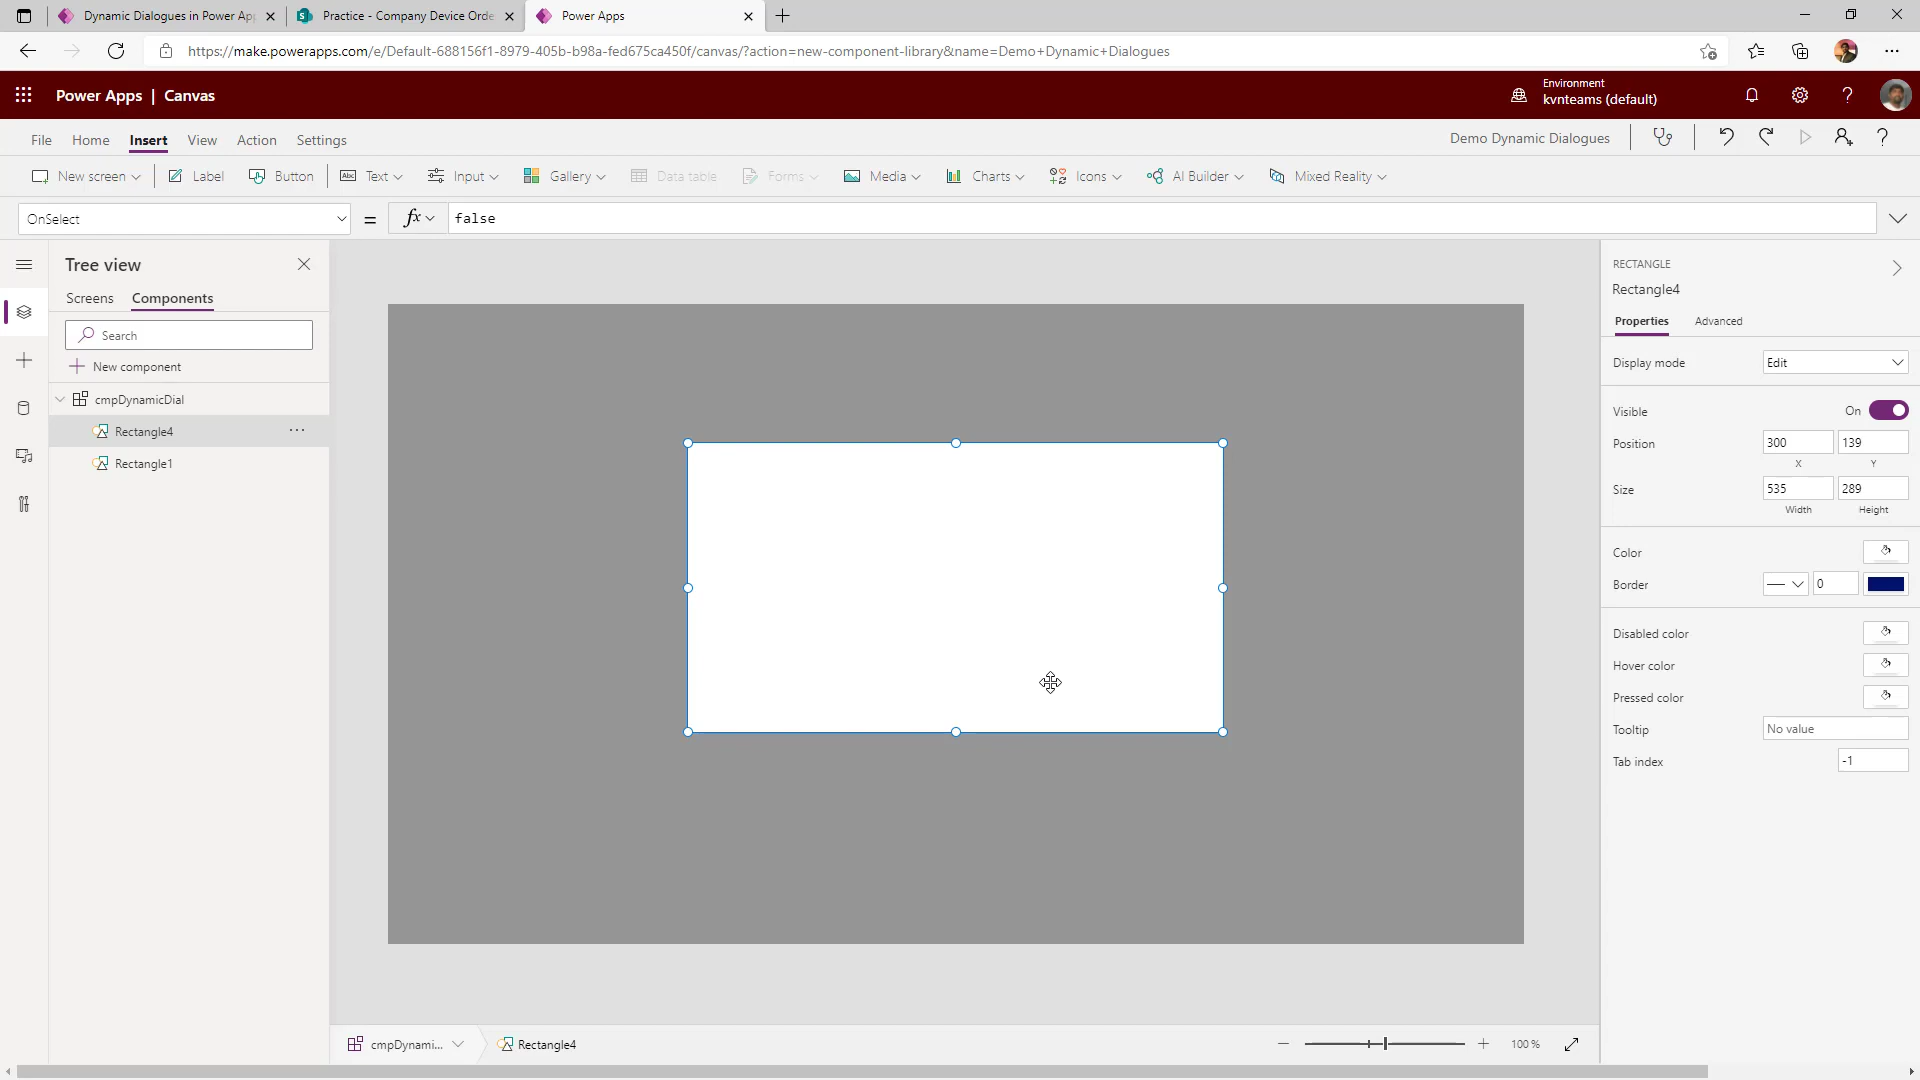 Dynamic Dialogues in Power Ap
Practice - Company Device Orde
Power Apps
https://make.powerapps.com/e/Default-688156f1-8979-405b-b98a-fed675ca450f/canvas/?action=new-component-library&name=Demo+Dynamic+Dialogues
Power Apps | Canvas
Environment
kvnteams (default)
File Home Insert View Action Settings
Demo Dynamic Dialogues
New screen Label Button Text Input Gallery Data table Forms Media Charts Icons AI Builder Mixed Reality
OnSelect = fx false
Tree view
Screens Components
Search
New component
cmpDynamicDial
Rectangle4
Rectangle1
RECTANGLE
Rectangle4
Properties Advanced
Display mode Edit
Visible On
Position 300 139
X Y
Size 535 289
Width Height
Color
Border 0
Disabled color
Hover color
Pressed color
Tooltip No value
Tab index -1
cmpDynami... Rectangle4
100 %